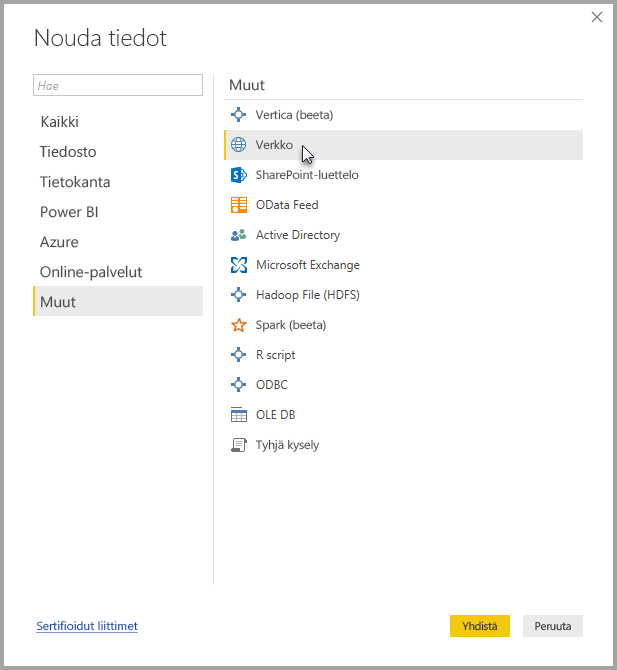 Nouda tiedot
Hae
Kaikki
Tiedosto
Tietokanta
Power BI
Azure
Online-palvelut
Muut
Muut
Vertica (beeta)
Verkko
SharePoint-luettelo
OData Feed
Active Directory
Microsoft Exchange
Hadoop File (HDFS)
Spark (beeta)
R script
ODBC
OLE DB
Tyhjä kysely
Sertifioidut liittimet
Yhdistä
Peruuta